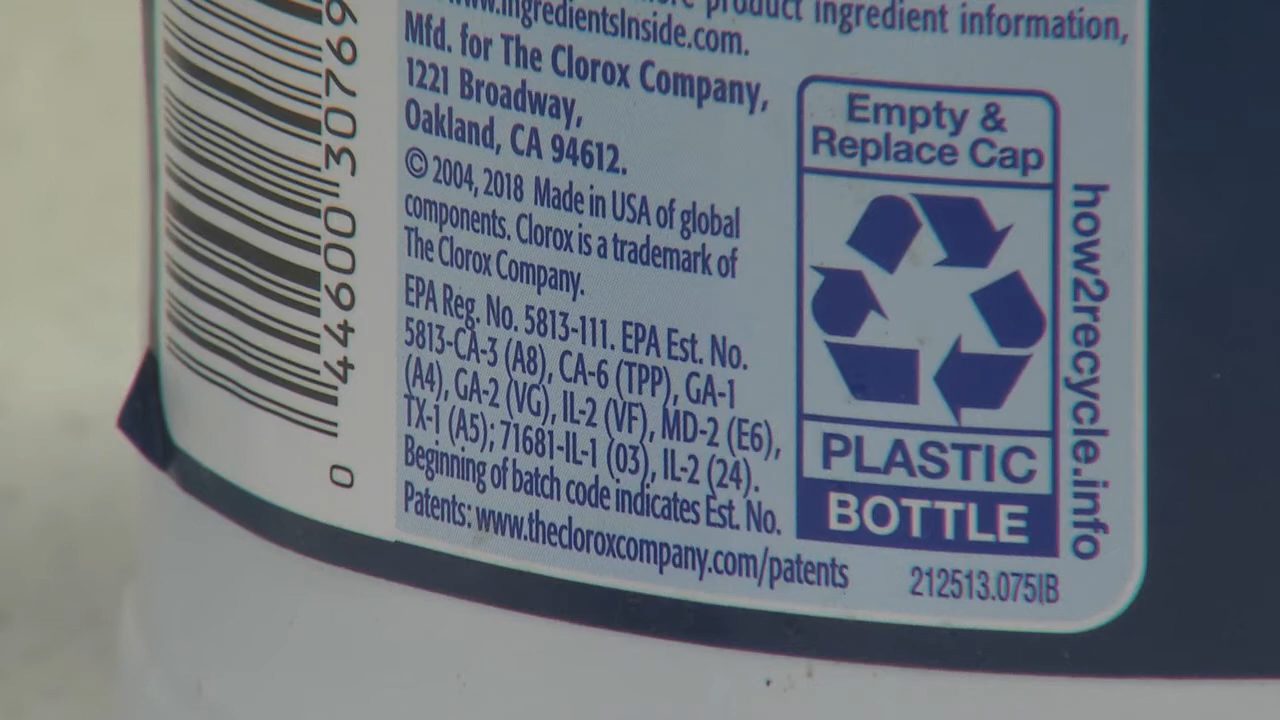 product ingredient information,
www.ingredientsInside.com.
Mfd. for The Clorox Company,
1221 Broadway,
Oakland, CA 94612.
© 2004, 2018 Made in USA of global
components. Clorox is a trademark of
The Clorox Company.
EPA Reg. No. 5813-111. EPA Est. No.
5813-CA-3 (A8), CA-6 (TPP), GA-1
(A4), GA-2 (VG), IL-2 (VF), MD-2 (E6),
TX-1 (A5); 71681-IL-1 (03), IL-2 (24).
Beginning of batch code indicates Est. No.
Patents: www.thecloroxcompany.com/patents
212513.075IB
Empty &
Replace Cap
PLASTIC
BOTTLE
how2recycle.info
0 44600 30769